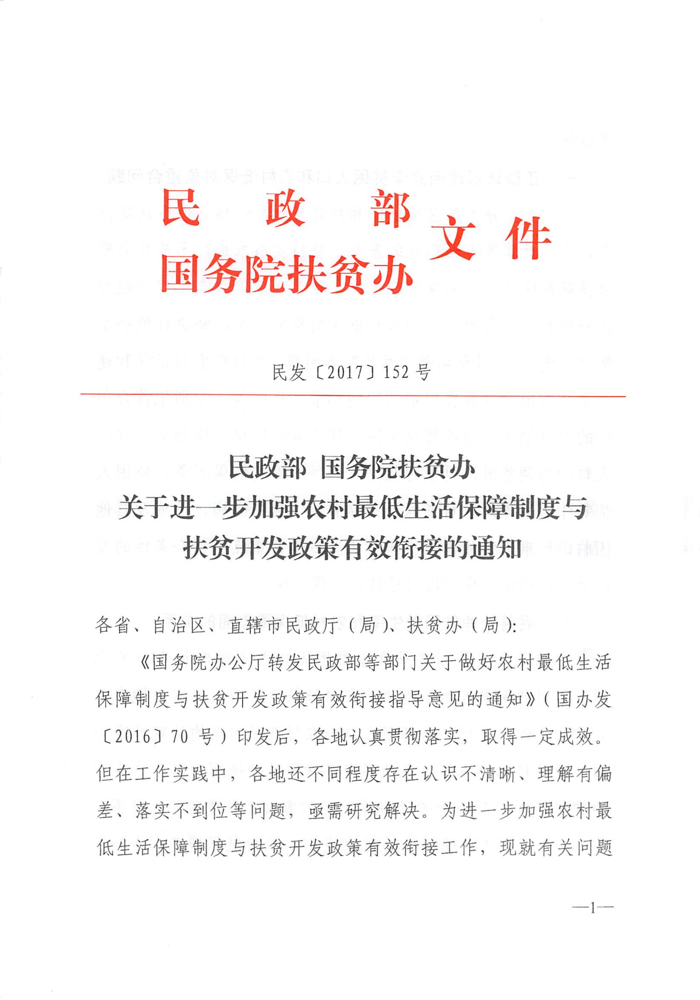 民政部
文件
国务院扶贫办
民发〔2017〕152 号
民政部 国务院扶贫办
关于进一步加强农村最低生活保障制度与
扶贫开发政策有效衔接的通知
各省、自治区、直辖市民政厅（局）、扶贫办（局）：
《国务院办公厅转发民政部等部门关于做好农村最低生活
保障制度与扶贫开发政策有效衔接指导意见的通知》（国办发
〔2016〕70 号）印发后，各地认真贯彻落实，取得一定成效。
但在工作实践中，各地还不同程度存在认识不清晰、理解有偏
差、落实不到位等问题，亟需研究解决。为进一步加强农村最
低生活保障制度与扶贫开发政策有效衔接工作，现就有关问题
—1—